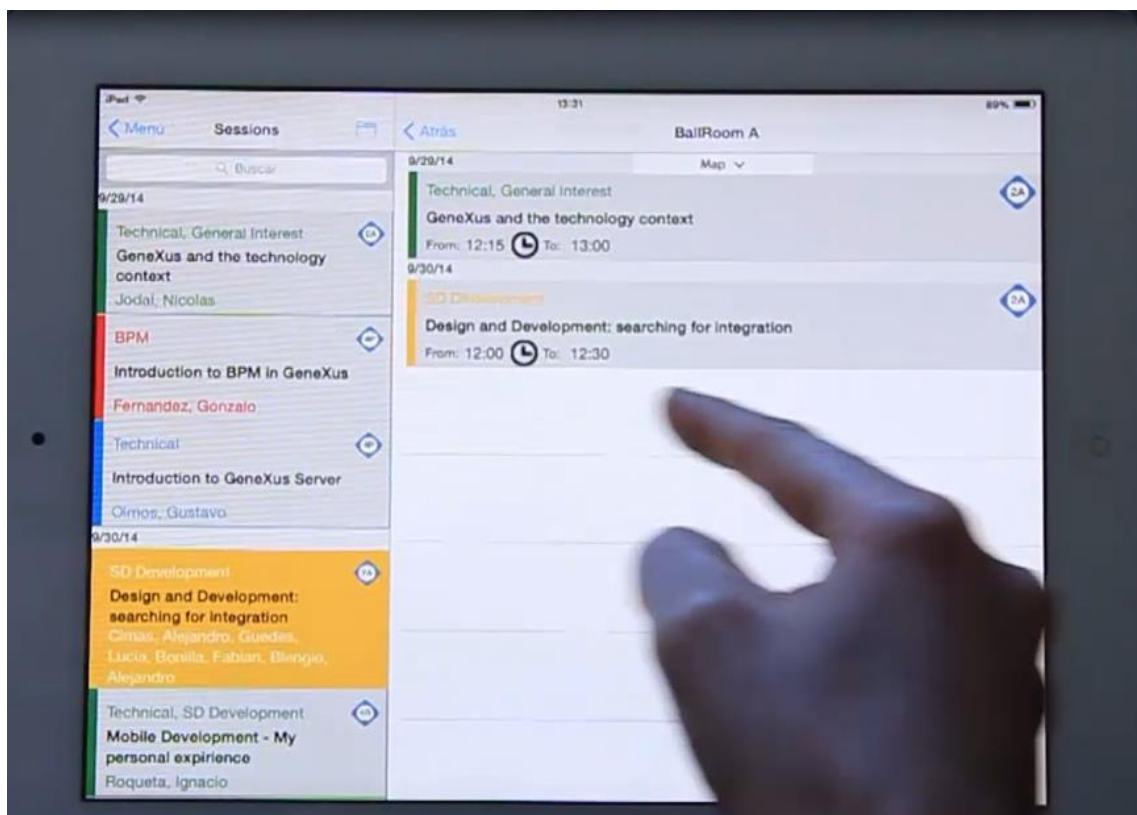 iPad
13:31
89%
Menú
Sessions
Atrás
BallRoom A
Buscar
9/29/14
Technical, General Interest
GeneXus and the technology
context
Jodal, Nicolas
BPM
Introduction to BPM in GeneXus
Fernandez, Gonzalo
Technical
Introduction to GeneXus Server
Olmos, Gustavo
9/30/14
SD Development
Design and Development:
searching for integration
Cimas, Alejandro, Guedes,
Lucia, Bonilla, Fabian, Blengio,
Alejandro
Technical, SD Development
Mobile Development - My
personal expirience
Roqueta, Ignacio
9/29/14
Map
Technical, General Interest
2A
GeneXus and the technology context
From: 12:15 To: 13:00
9/30/14
SD Development
2A
Design and Development: searching for integration
From: 12:00 To: 12:30